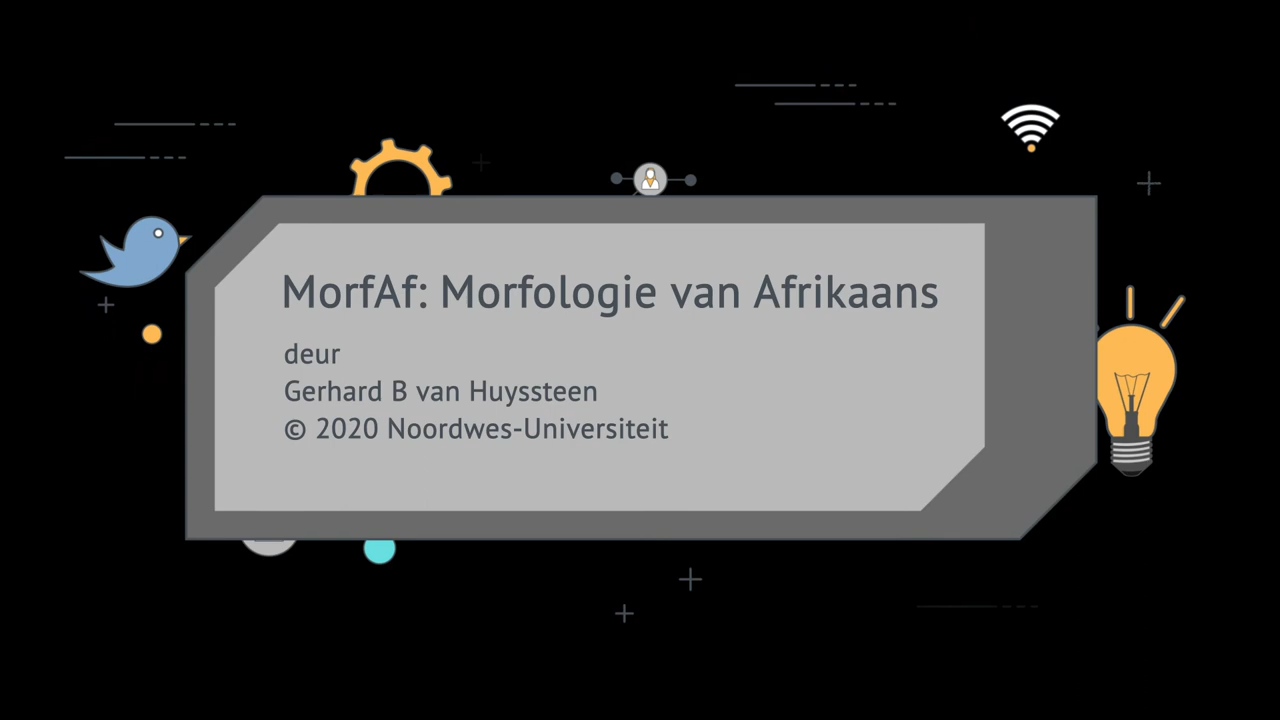 MorfAf: Morfologie van Afrikaans
deur
Gerhard B van Huyssteen
© 2020 Noordwes-Universiteit